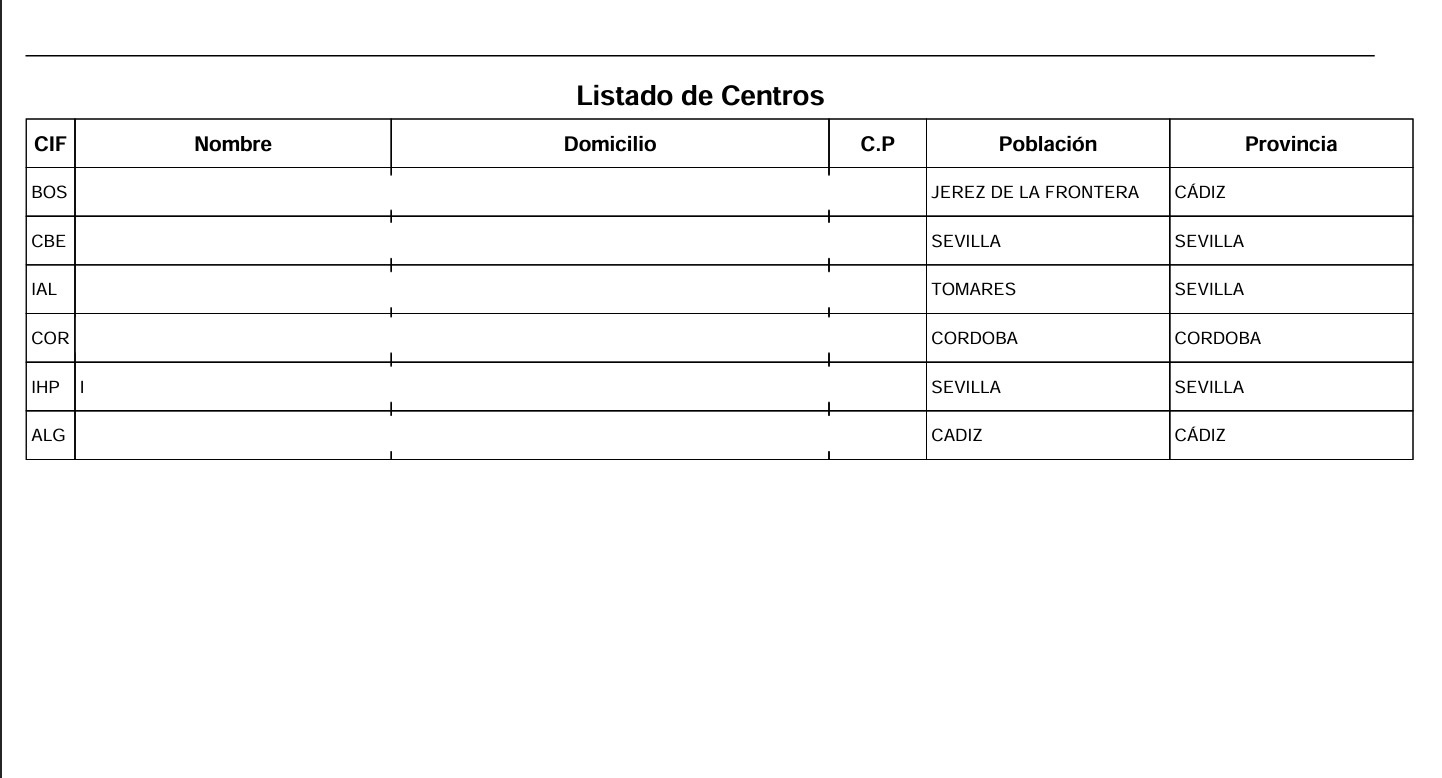 Listado de Centros
CIF Nombre Domicilio C.P Población Provincia
BOS JEREZ DE LA FRONTERA CÁDIZ
CBE SEVILLA SEVILLA
IAL TOMARES SEVILLA
COR CORDOBA CORDOBA
IHP I SEVILLA SEVILLA
ALG CADIZ CÁDIZ